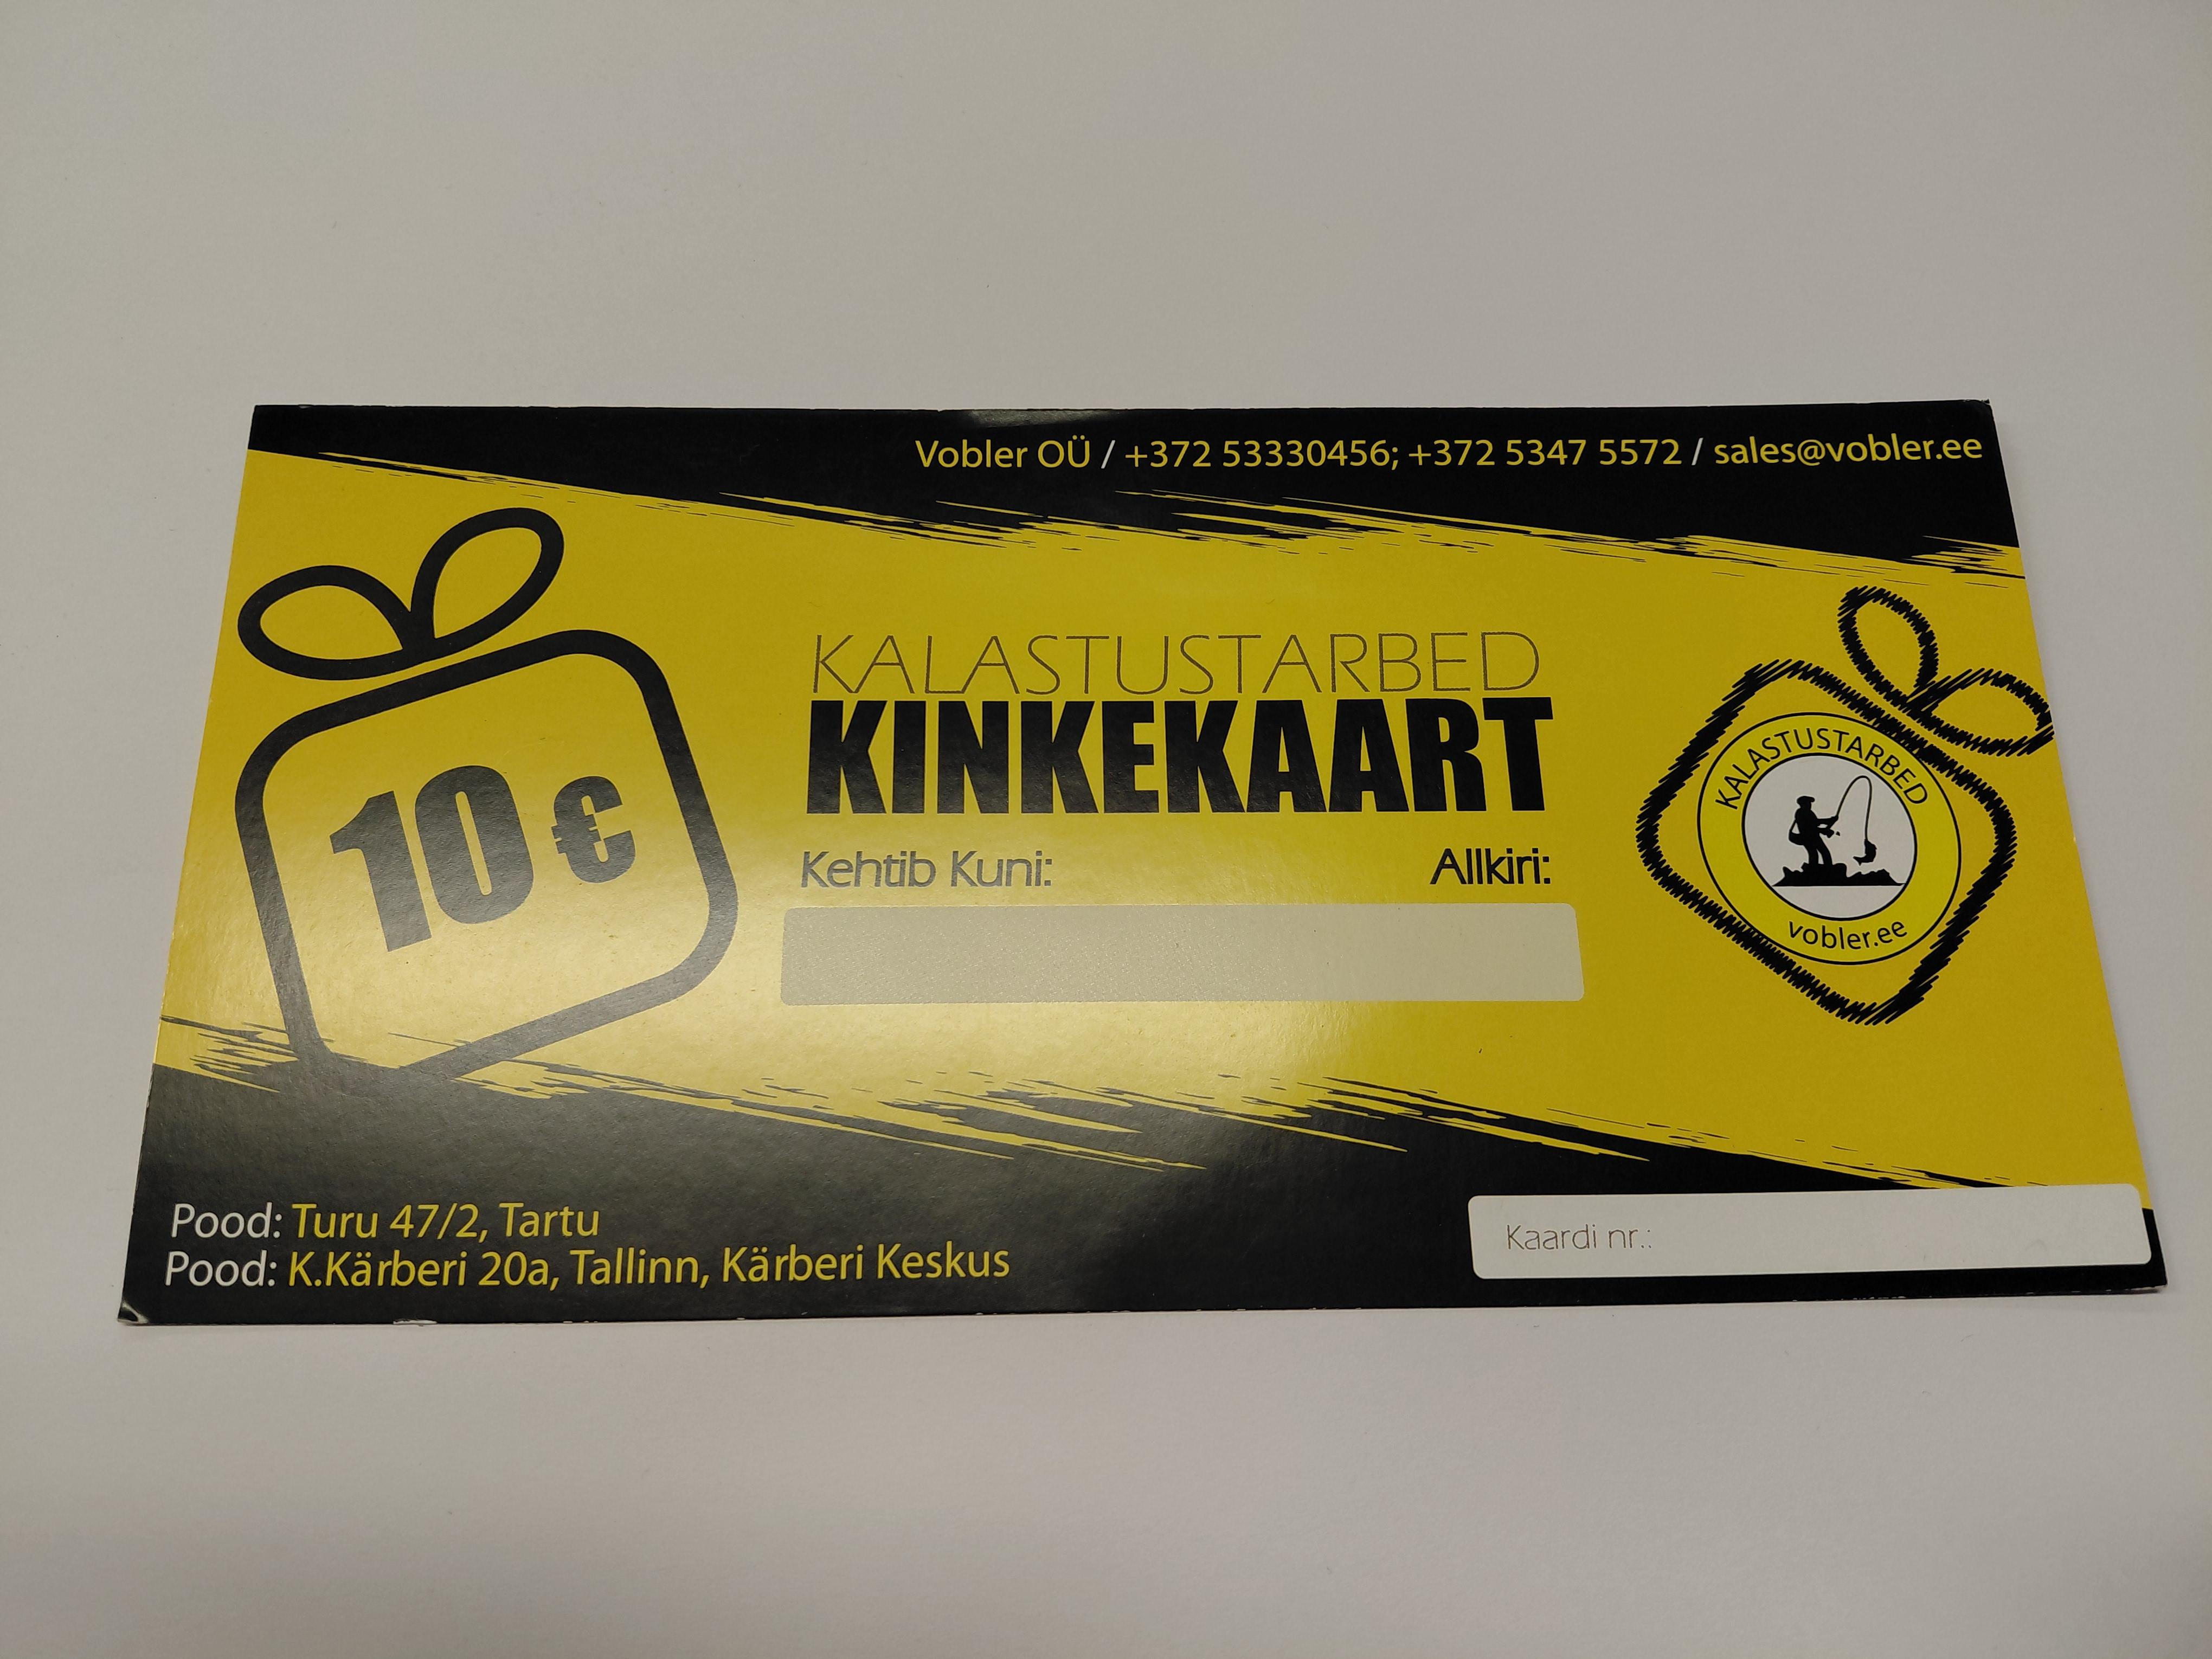 Vobler OÜ / +372 53330456; +372 5347 5572 / sales@vobler.ee
10 €
KALASTUSTARBED
KINKEKAART
Kehtib Kuni: Allkiri:
KALASTUSTARBED
vobler.ee
Pood: Turu 47/2, Tartu
Pood: K.Kärberi 20a, Tallinn, Kärberi Keskus
Kaardi nr.: